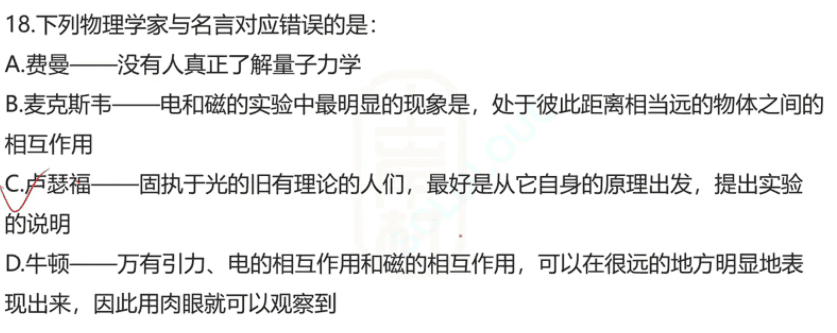 18.下列物理学家与名言对应错误的是：
A.费曼——没有人真正了解量子力学
B.麦克斯韦——电和磁的实验中最明显的现象是，处于彼此距离相当远的物体之间的
相互作用
C.卢瑟福——固执于光的旧有理论的人们，最好是从它自身的原理出发，提出实验
的说明
D.牛顿——万有引力、电的相互作用和磁的相互作用，可以在很远的地方明显地表
现出来，因此用肉眼就可以观察到